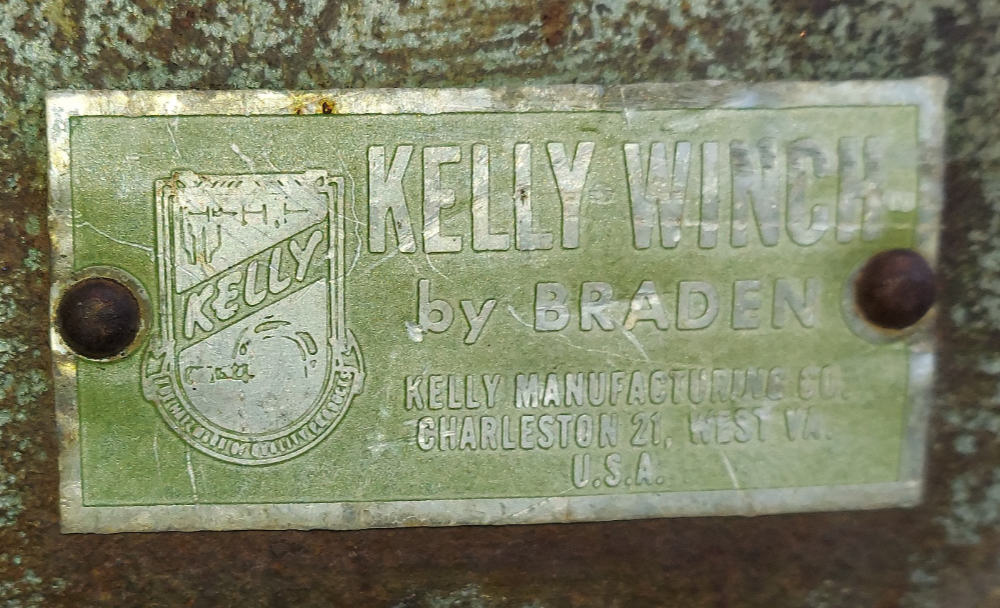 KELLY WINCH
by BRADEN
KELLY
KELLY MANUFACTURING CO.
CHARLESTON 21, WEST VA.
U.S.A.